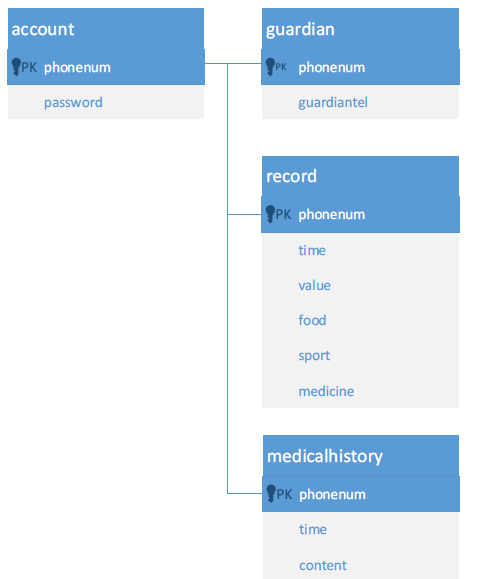 account
PK phonenum
password
guardian
PK phonenum
guardiantel
record
PK phonenum
time
value
food
sport
medicine
medicalhistory
PK phonenum
time
content